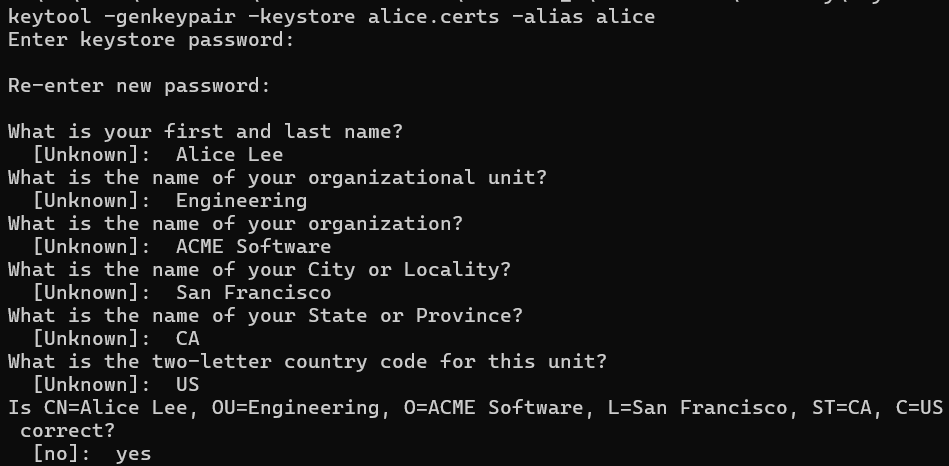 keytool -genkeypair -keystore alice.certs -alias alice
Enter keystore password:
Re-enter new password:
What is your first and last name?
[Unknown]:  Alice Lee
What is the name of your organizational unit?
[Unknown]:  Engineering
What is the name of your organization?
[Unknown]:  ACME Software
What is the name of your City or Locality?
[Unknown]:  San Francisco
What is the name of your State or Province?
[Unknown]:  CA
What is the two-letter country code for this unit?
[Unknown]:  US
Is CN=Alice Lee, OU=Engineering, O=ACME Software, L=San Francisco, ST=CA, C=US
correct?
[no]:  yes